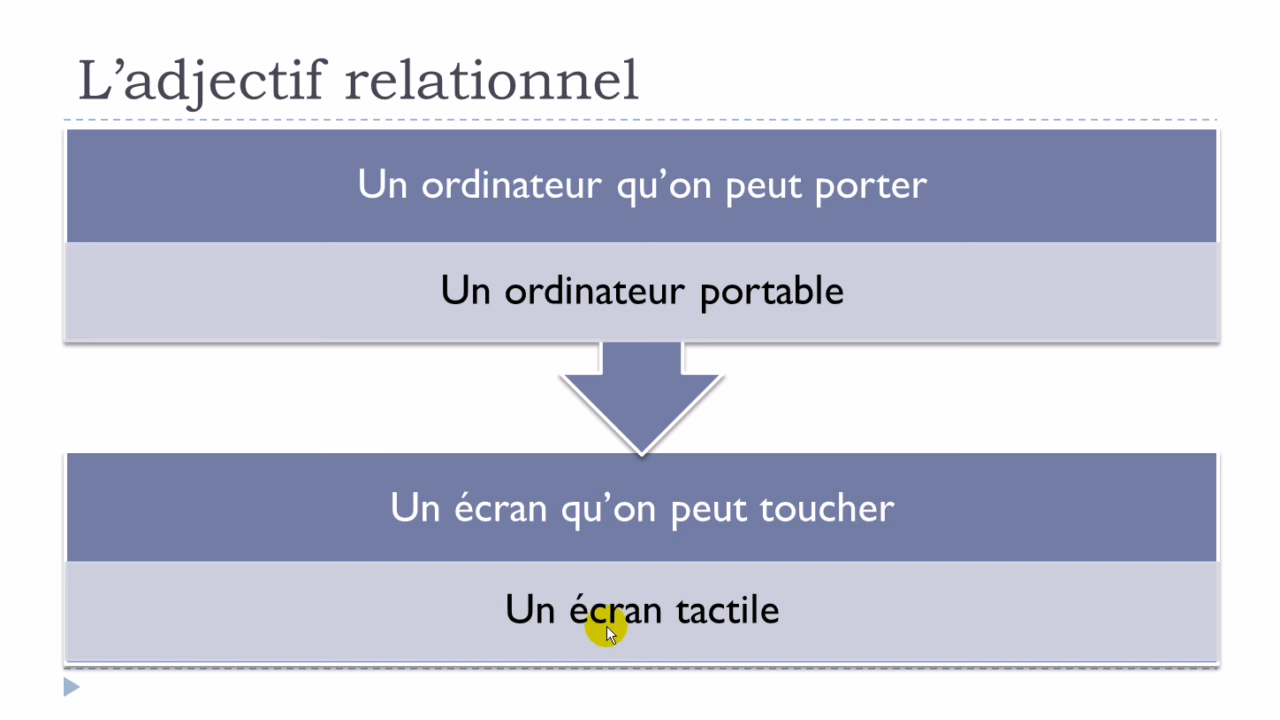 L’adjectif relationnel
Un ordinateur qu’on peut porter
Un ordinateur portable
Un écran qu’on peut toucher
Un écran tactile